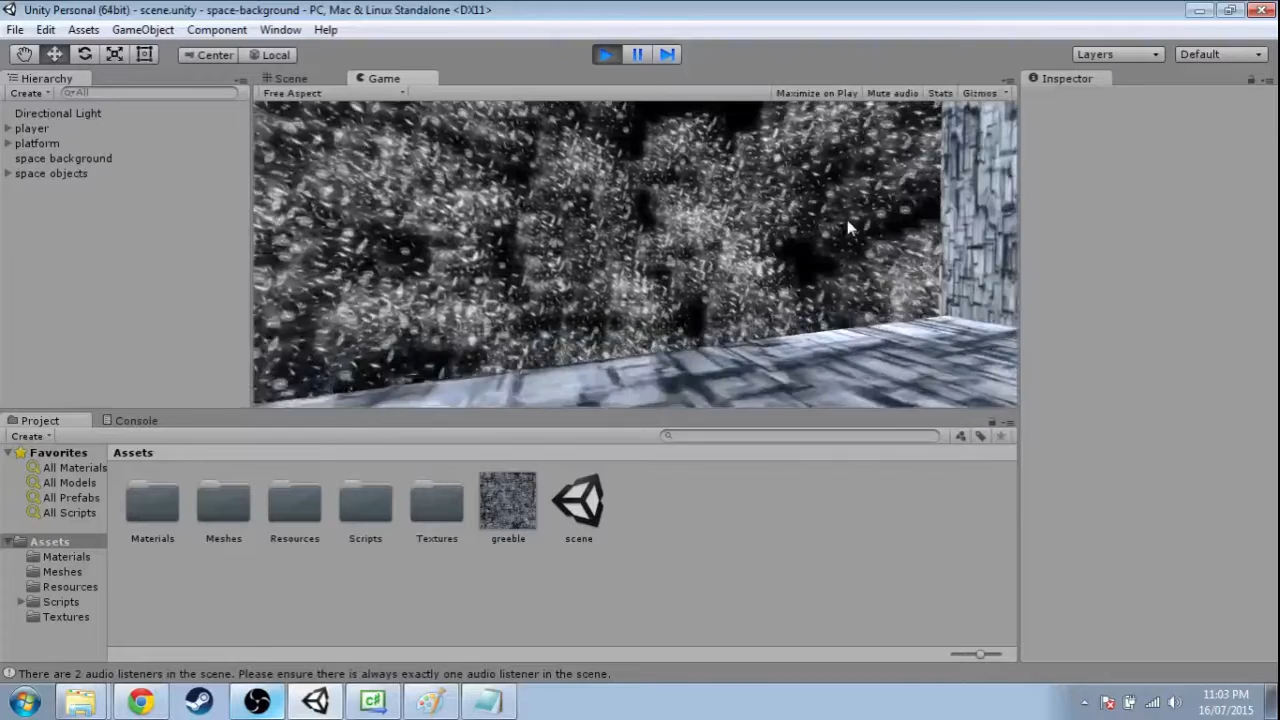 Unity Personal (64bit) - scene.unity - space-background - PC, Mac & Linux Standalone <DX11>
File Edit Assets GameObject Component Window Help
Center Local Layers Default
Hierarchy Scene Game Inspector
Create All Free Aspect Maximize on Play Mute audio Stats Gizmos
Directional Light
player
platform
space background
space objects
Project Console
Create
Favorites Assets
All Materials
All Models
All Prefabs
All Scripts
Materials Meshes Resources Scripts Textures greeble scene
Assets
Materials
Meshes
Resources
Scripts
Textures
There are 2 audio listeners in the scene. Please ensure there is always exactly one audio listener in the scene.
C#
11:03 PM
16/07/2015